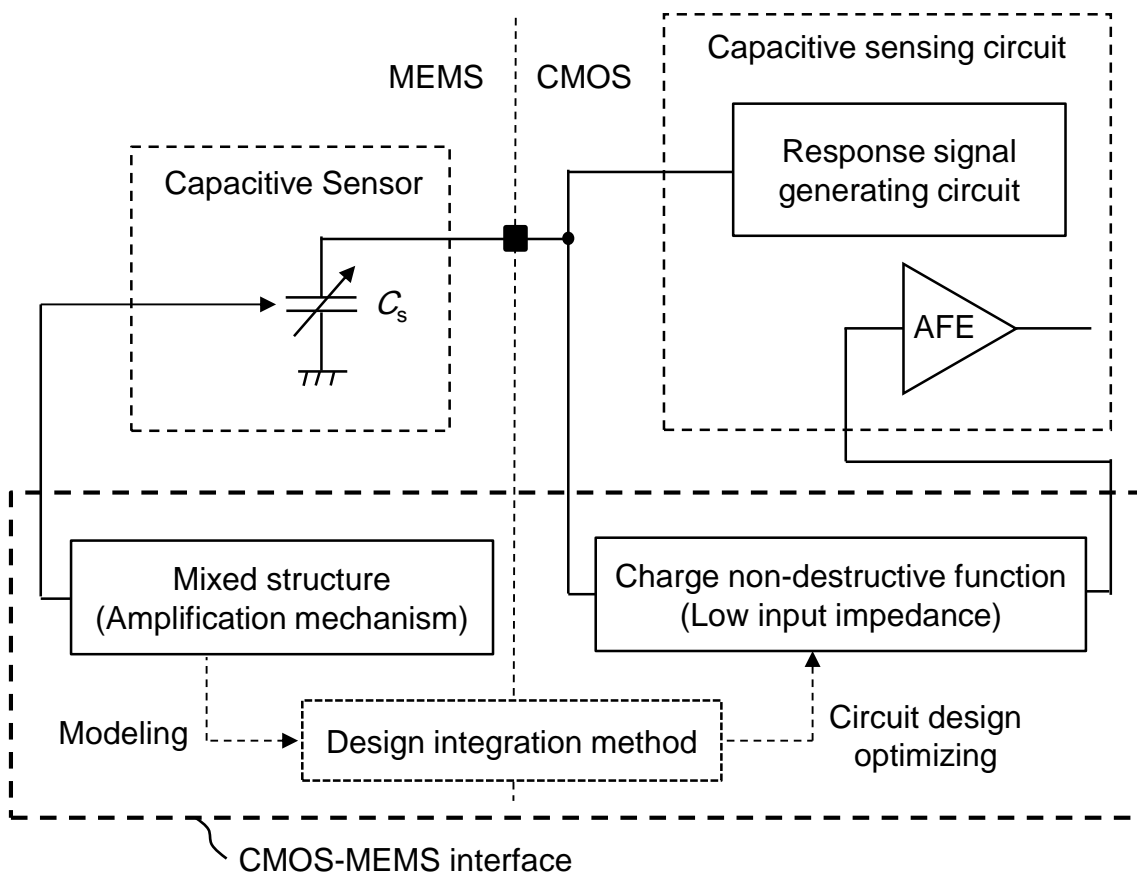 Capacitive sensing circuit
MEMS
CMOS
Response signal
generating circuit
Capacitive Sensor
Cs
AFE
Mixed structure
(Amplification mechanism)
Charge non-destructive function
(Low input impedance)
Modeling
Design integration method
Circuit design
optimizing
CMOS-MEMS interface